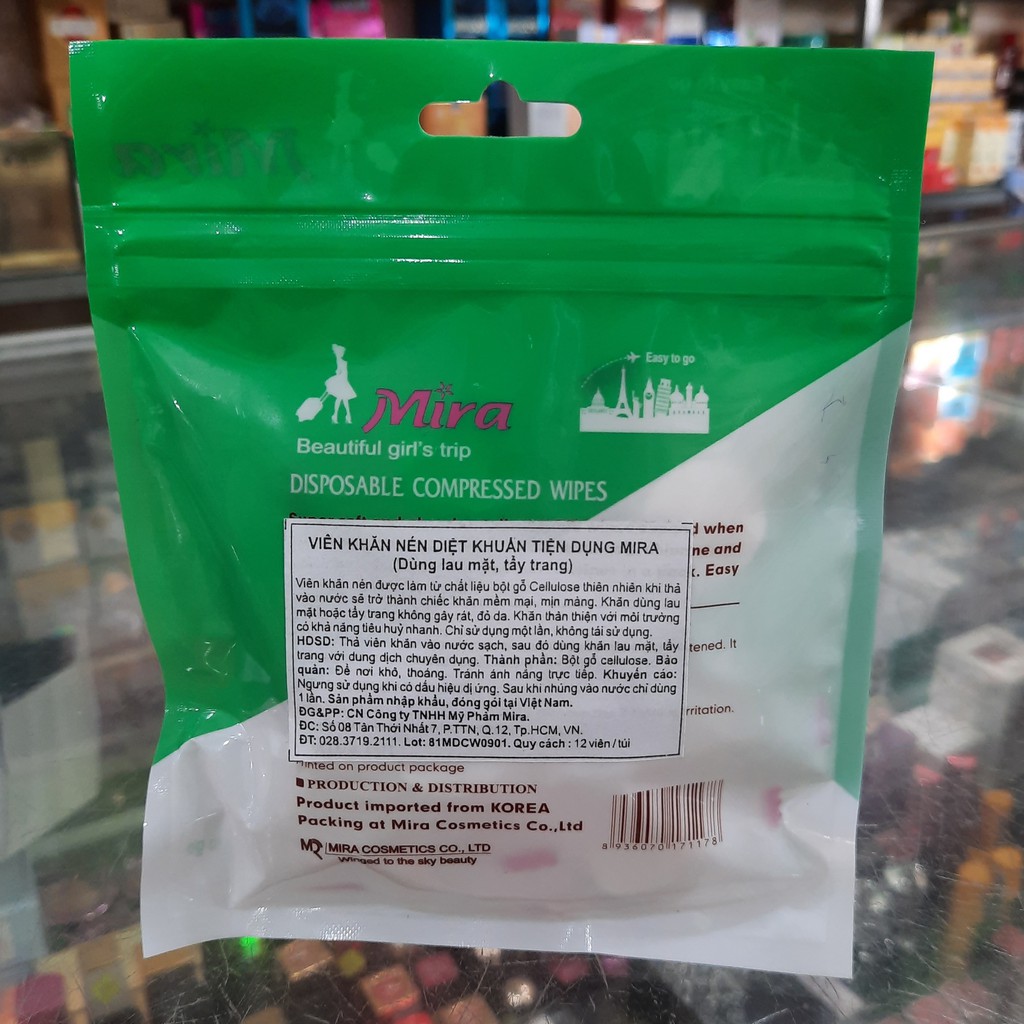 Mira
Easy to go
Mira
Beautiful girl's trip
DISPOSABLE COMPRESSED WIPES
d when
ne and
. Easy
VIÊN KHĂN NÉN DIỆT KHUẨN TIỆN DỤNG MIRA
(Dùng lau mặt, tẩy trang)
Viên khăn nén được làm từ chất liệu bột gỗ Cellulose thiên nhiên khi thả
vào nước sẽ trở thành chiếc khăn mềm mại, mịn màng. Khăn dùng lau
mặt hoặc tẩy trang không gây rát, đỏ da. Khăn thân thiện với môi trường
có khả năng tiêu huỷ nhanh. Chỉ sử dụng một lần, không tái sử dụng.
HDSD: Thả viên khăn vào nước sạch, sau đó dùng khăn lau mặt, tẩy
trang với dung dịch chuyên dụng. Thành phần: Bột gỗ cellulose. Bảo
quản: Để nơi khô, thoáng. Tránh ánh nắng trực tiếp. Khuyến cáo:
Ngưng sử dụng khi có dấu hiệu dị ứng. Sau khi nhúng vào nước chỉ dùng
1 lần. Sản phẩm nhập khẩu, đóng gói tại Việt Nam.
ĐG&PP: CN Công ty TNHH Mỹ Phẩm Mira.
ĐC: Số 08 Tân Thới Nhất 7, P.TTN, Q.12, Tp.HCM, VN.
ĐT: 028.3719.2111. Lot: 81MDCW0901. Quy cách : 12 viên / túi
tened. It
rritation.
inted on product package
PRODUCTION & DISTRIBUTION
Product imported from KOREA
Packing at Mira Cosmetics Co.,Ltd
MIRA COSMETICS CO., LTD
Winged to the sky beauty
8 936070 171178